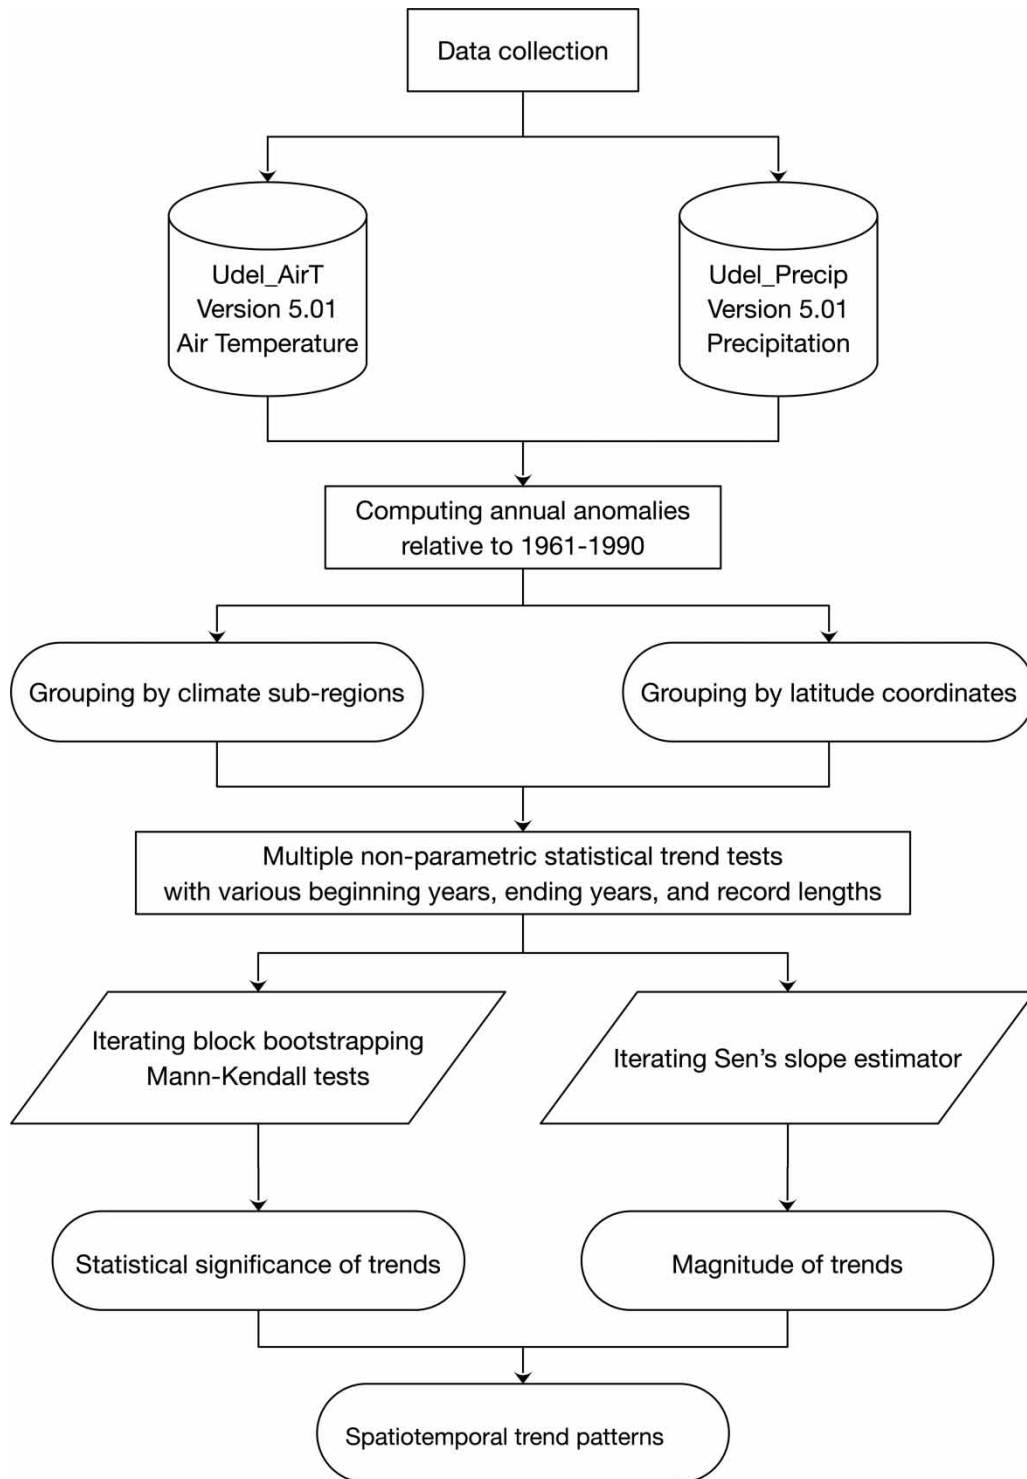 Data collection
Udel_AirT
Version 5.01
Air Temperature
Udel_Precip
Version 5.01
Precipitation
Computing annual anomalies
relative to 1961-1990
Grouping by climate sub-regions
Grouping by latitude coordinates
Multiple non-parametric statistical trend tests
with various beginning years, ending years, and record lengths
Iterating block bootstrapping
Mann-Kendall tests
Iterating Sen’s slope estimator
Statistical significance of trends
Magnitude of trends
Spatiotemporal trend patterns